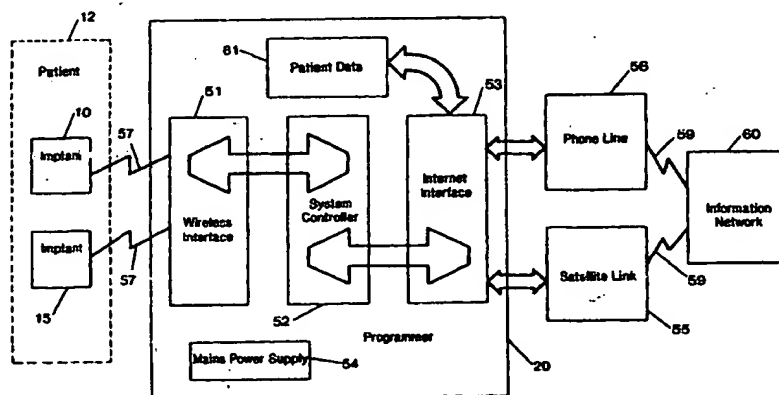 12
Patient
10
Implant
57
Implant
15
57
61
Patient Data
51
Wireless
Interface
System
Controller
52
53
Internet
Interface
Programmer
Mains Power Supply
54
20
56
Phone Line
59
60
Information
Network
Satellite Link
59
55